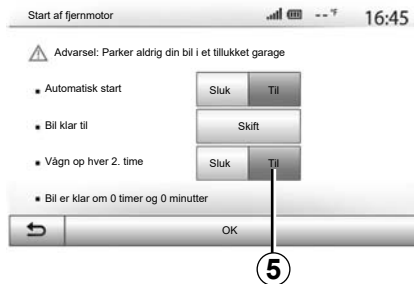 Start af fjernmotor -- °F 16:45
Advarsel: Parker aldrig din bil i et tillukket garage
Automatisk start Sluk Til
Bil klar til Skift
Vågn op hver 2. time Sluk Til
Bil er klar om 0 timer og 0 minutter
OK
5